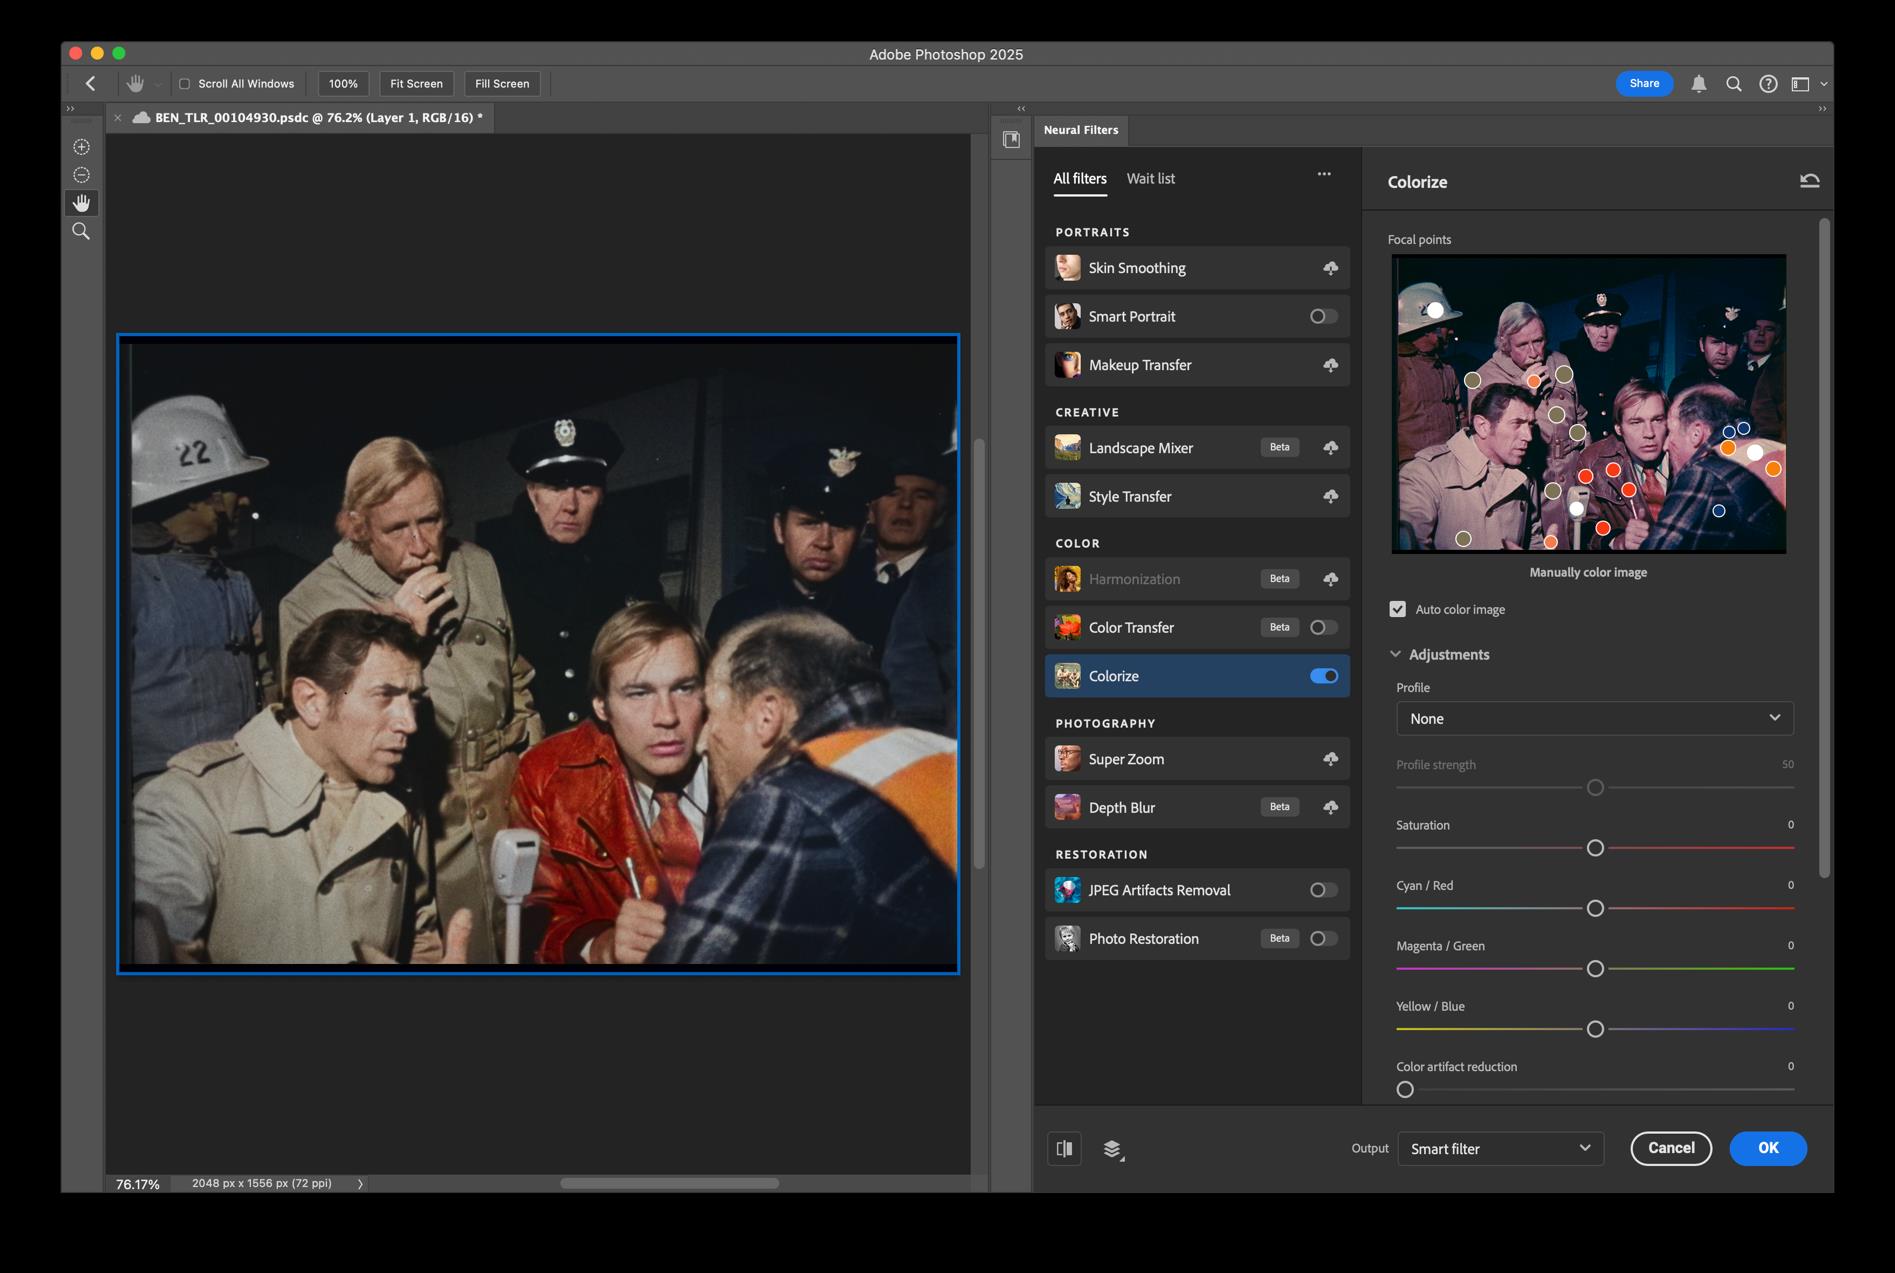 Adobe Photoshop 2025
Scroll All Windows
100%
Fit Screen
Fill Screen
Share
BEN_TLR_00104930.psdc @ 76.2% (Layer 1, RGB/16) *
22
76.17%
2048 px x 1556 px (72 ppi)
Neural Filters
All filters
Wait list
PORTRAITS
Skin Smoothing
Smart Portrait
Makeup Transfer
CREATIVE
Landscape Mixer
Beta
Style Transfer
COLOR
Harmonization
Beta
Color Transfer
Beta
Colorize
PHOTOGRAPHY
Super Zoom
Depth Blur
Beta
RESTORATION
JPEG Artifacts Removal
Photo Restoration
Beta
Colorize
Focal points
Manually color image
Auto color image
Adjustments
Profile
None
Profile strength
50
Saturation
0
Cyan / Red
0
Magenta / Green
0
Yellow / Blue
0
Color artifact reduction
0
Output
Smart filter
Cancel
OK